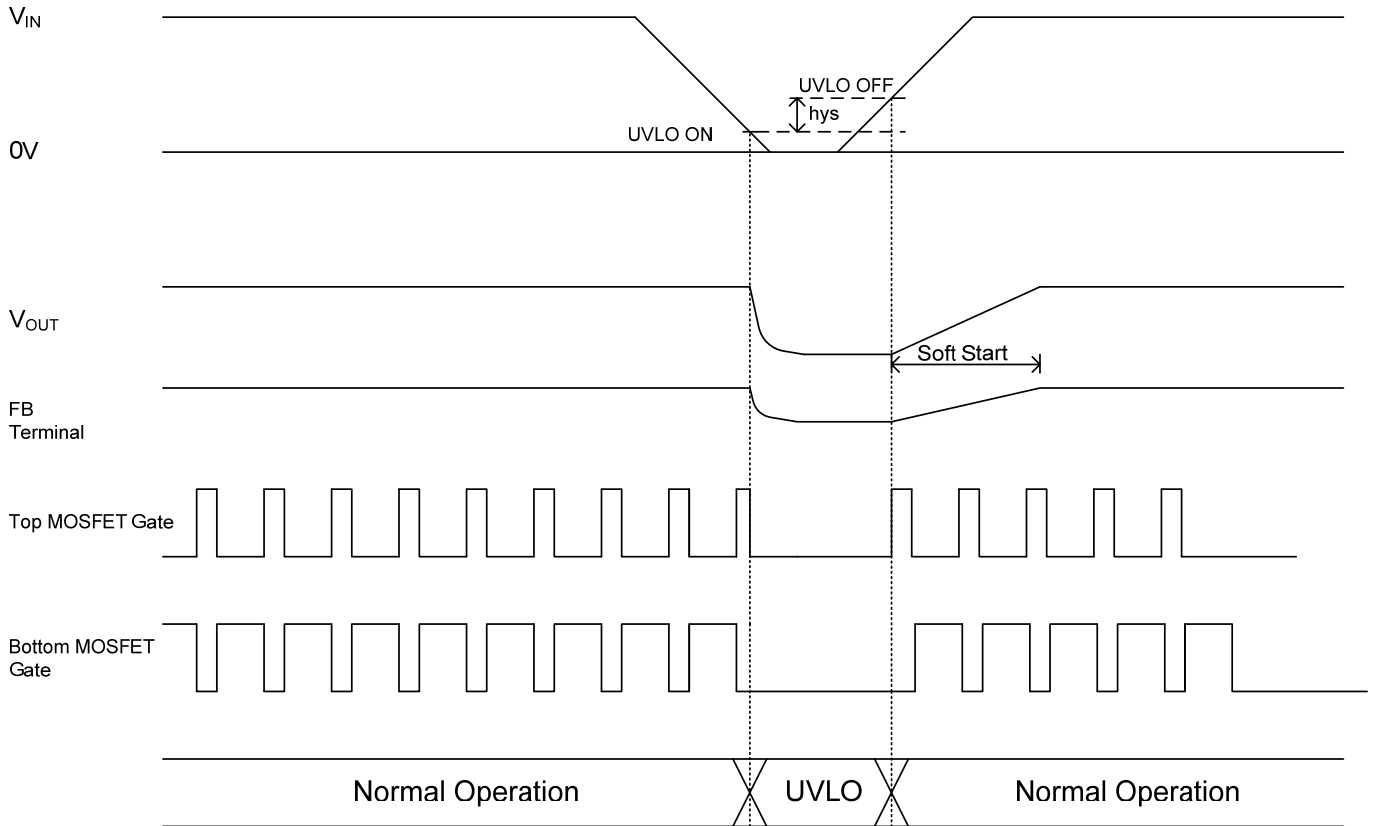 VIN
UVLO OFF
hys
UVLO ON
0V
VOUT
Soft Start
FB
Terminal
Top MOSFET Gate
Bottom MOSFET
Gate
Normal Operation
UVLO
Normal Operation